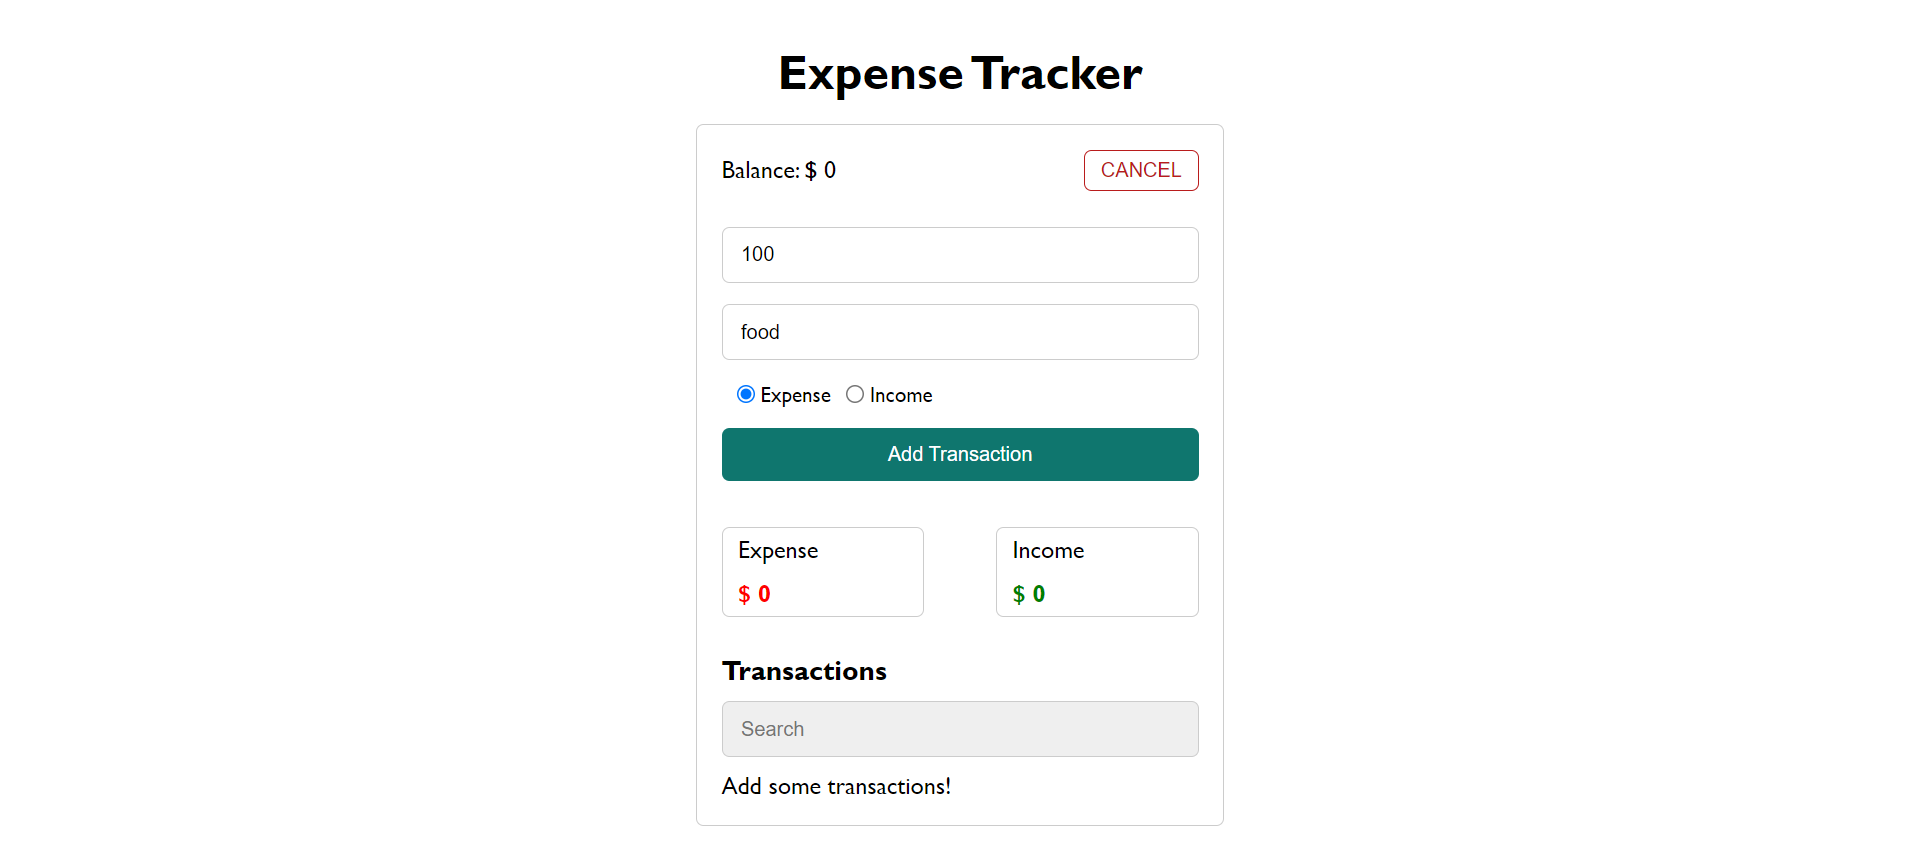 Expense Tracker
Balance: $ 0
CANCEL
100
food
Expense Income
Add Transaction
Expense Income
$ 0 $ 0
Transactions
Search
Add some transactions!